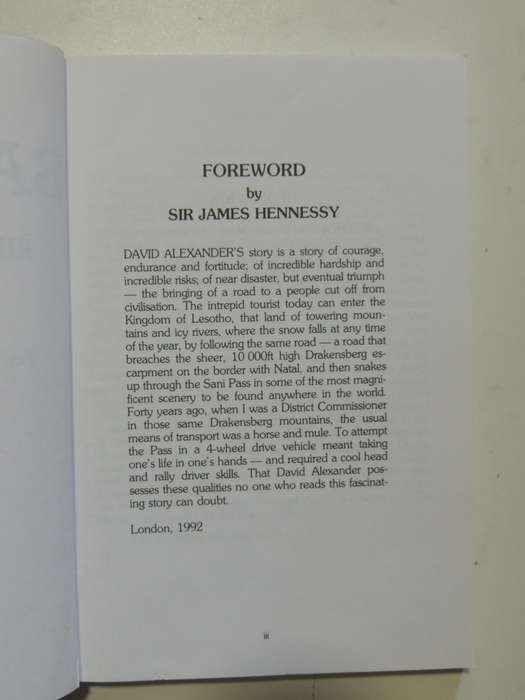 FOREWORD
by
SIR JAMES HENNESSY
DAVID ALEXANDER'S story is a story of courage,
endurance and fortitude; of incredible hardship and
incredible risks; of near disaster, but eventual triumph
— the bringing of a road to a people cut off from
civilisation. The intrepid tourist today can enter the
Kingdom of Lesotho, that land of towering moun-
tains and icy rivers, where the snow falls at any time
of the year, by following the same road — a road that
breaches the sheer, 10 000ft high Drakensberg es-
carpment on the border with Natal, and then snakes
up through the Sani Pass in some of the most magni-
ficent scenery to be found anywhere in the world.
Forty years ago, when I was a District Commissioner
in those same Drakensberg mountains, the usual
means of transport was a horse and mule. To attempt
the Pass in a 4-wheel drive vehicle meant taking
one's life in one's hands — and required a cool head
and rally driver skills. That David Alexander pos-
sesses these qualities no one who reads this fascinat-
ing story can doubt.
London, 1992
iii